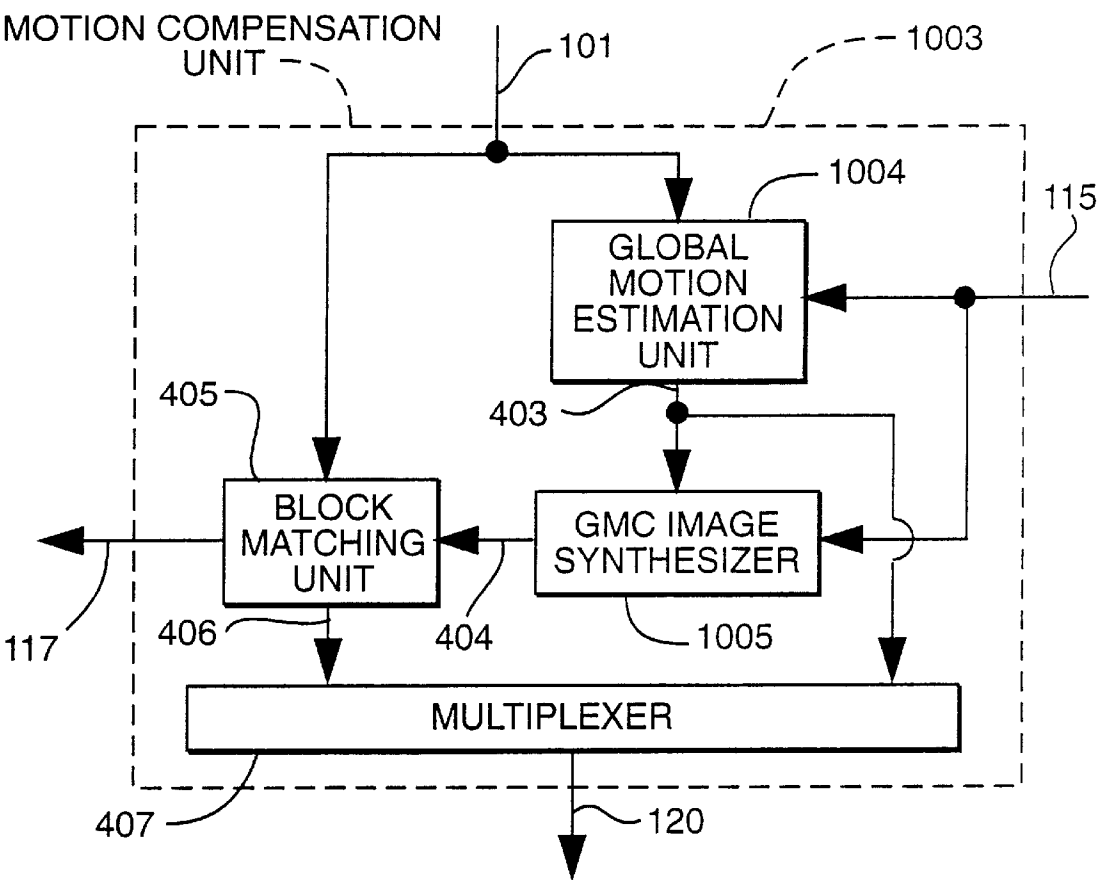 MOTION COMPENSATION
UNIT
101
1003
1004
115
GLOBAL
MOTION
ESTIMATION
UNIT
405
403
BLOCK
MATCHING
UNIT
GMC IMAGE
SYNTHESIZER
117
406
404
1005
MULTIPLEXER
407
120